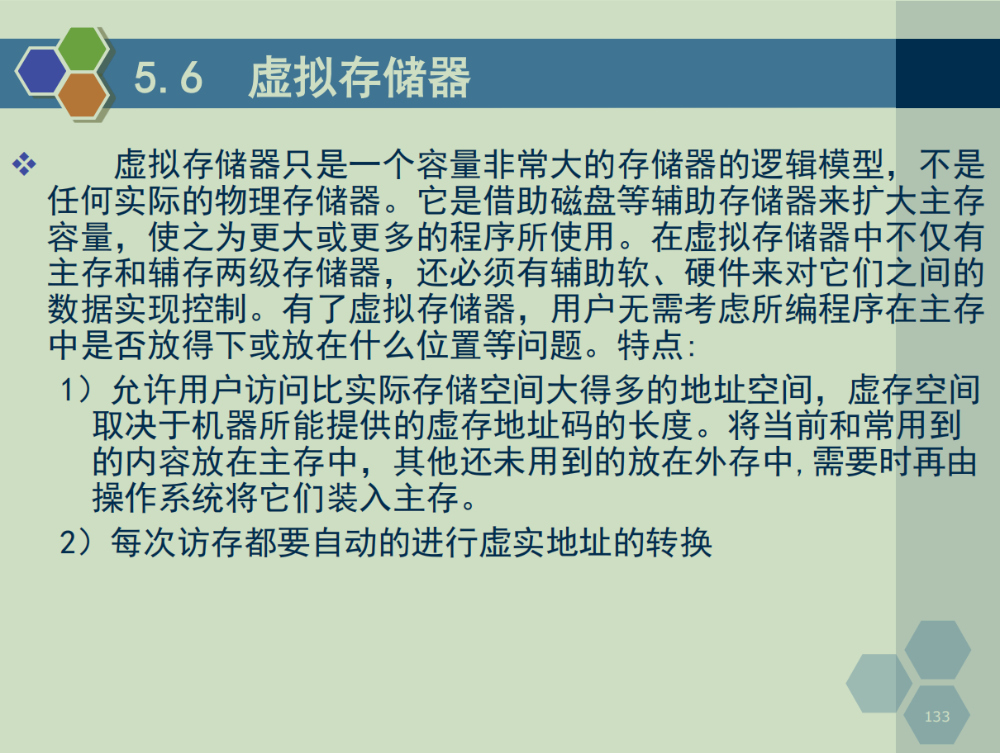 5.6 虚拟存储器
虚拟存储器只是一个容量非常大的存储器的逻辑模型，不是
任何实际的物理存储器。它是借助磁盘等辅助存储器来扩大主存
容量，使之为更大或更多的程序所使用。在虚拟存储器中不仅有
主存和辅存两级存储器，还必须有辅助软、硬件来对它们之间的
数据实现控制。有了虚拟存储器，用户无需考虑所编程序在主存
中是否放得下或放在什么位置等问题。特点:
1）允许用户访问比实际存储空间大得多的地址空间，虚存空间
取决于机器所能提供的虚存地址码的长度。将当前和常用到
的内容放在主存中，其他还未用到的放在外存中,需要时再由
操作系统将它们装入主存。
2）每次访存都要自动的进行虚实地址的转换
133